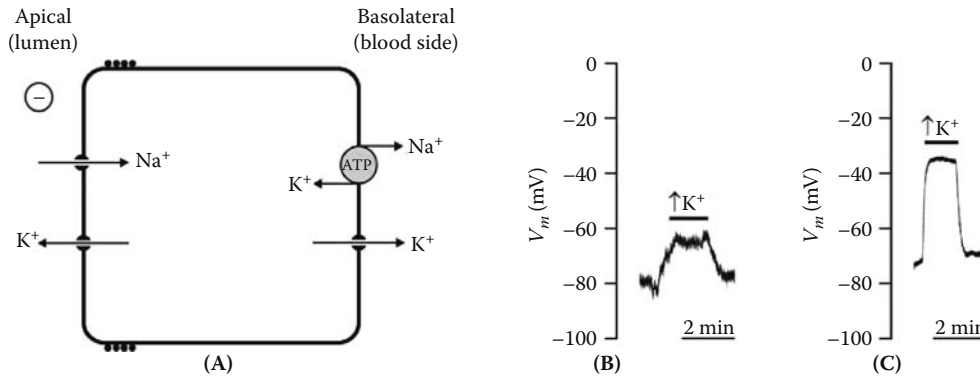 Apical
(lumen)
Basolateral
(blood side)
−
Na⁺
K⁺
ATP
Na⁺
K⁺
K⁺
(A)
0
−20
−40
−60
−80
−100
Vm (mV)
↑K⁺
2 min
(B)
0
−20
−40
−60
−80
−100
Vm (mV)
↑K⁺
2 min
(C)